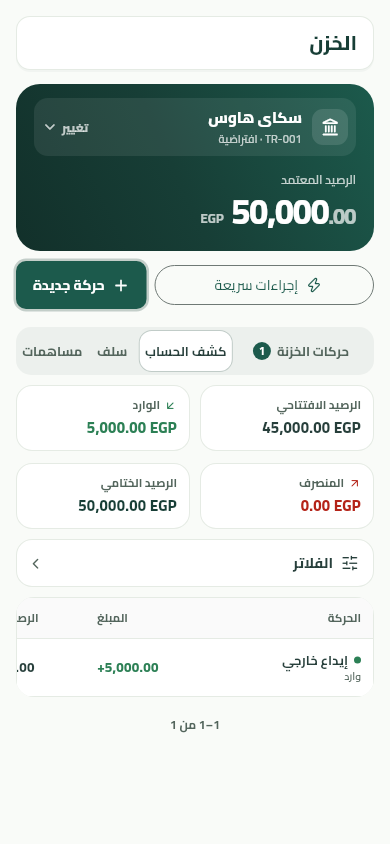 الخزن
سكاى هاوس
TR-001 · افتراضية
تغيير
الرصيد المعتمد
50,000.00 EGP
إجراءات سريعة
حركة جديدة
حركات الخزنة 1
كشف الحساب
سلف
مساهمات
الرصيد الافتتاحي
45,000.00 EGP
الوارد
5,000.00 EGP
المنصرف
0.00 EGP
الرصيد الختامي
50,000.00 EGP
الفلاتر
الحركة
المبلغ
إيداع خارجي
+5,000.00
وارد
1–1 من 1